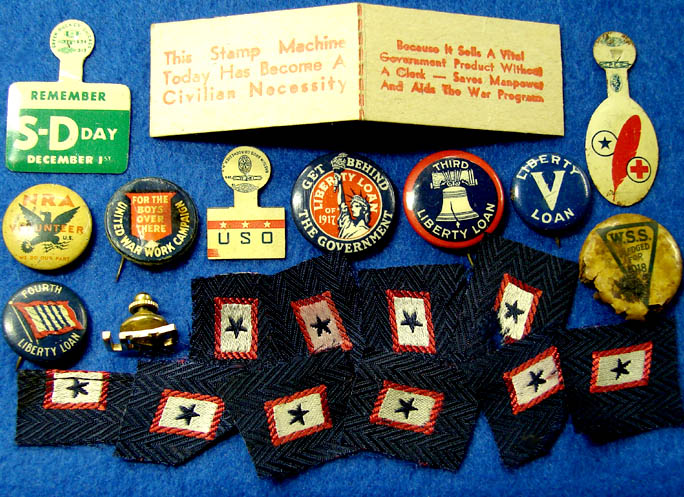 REMEMBER
S-D DAY
DECEMBER 1ST.
This Stamp Machine
Today Has Become A
Civilian Necessity
Because It Sells A Vital
Government Product Without
A Clerk — Saves Manpower
And Aids The War Program
NRA
VOLUNTEER
U.S.
WE DO OUR PART
FOR THE
BOYS
OVER
THERE
UNITED WAR WORK CAMPAIGN
USO
GET BEHIND
LIBERTY LOAN
OF
1917
THE GOVERNMENT
THIRD
LIBERTY LOAN
LIBERTY
V
LOAN
W.S.S.
PLEDGED
FOR
1918
FOURTH
LIBERTY LOAN